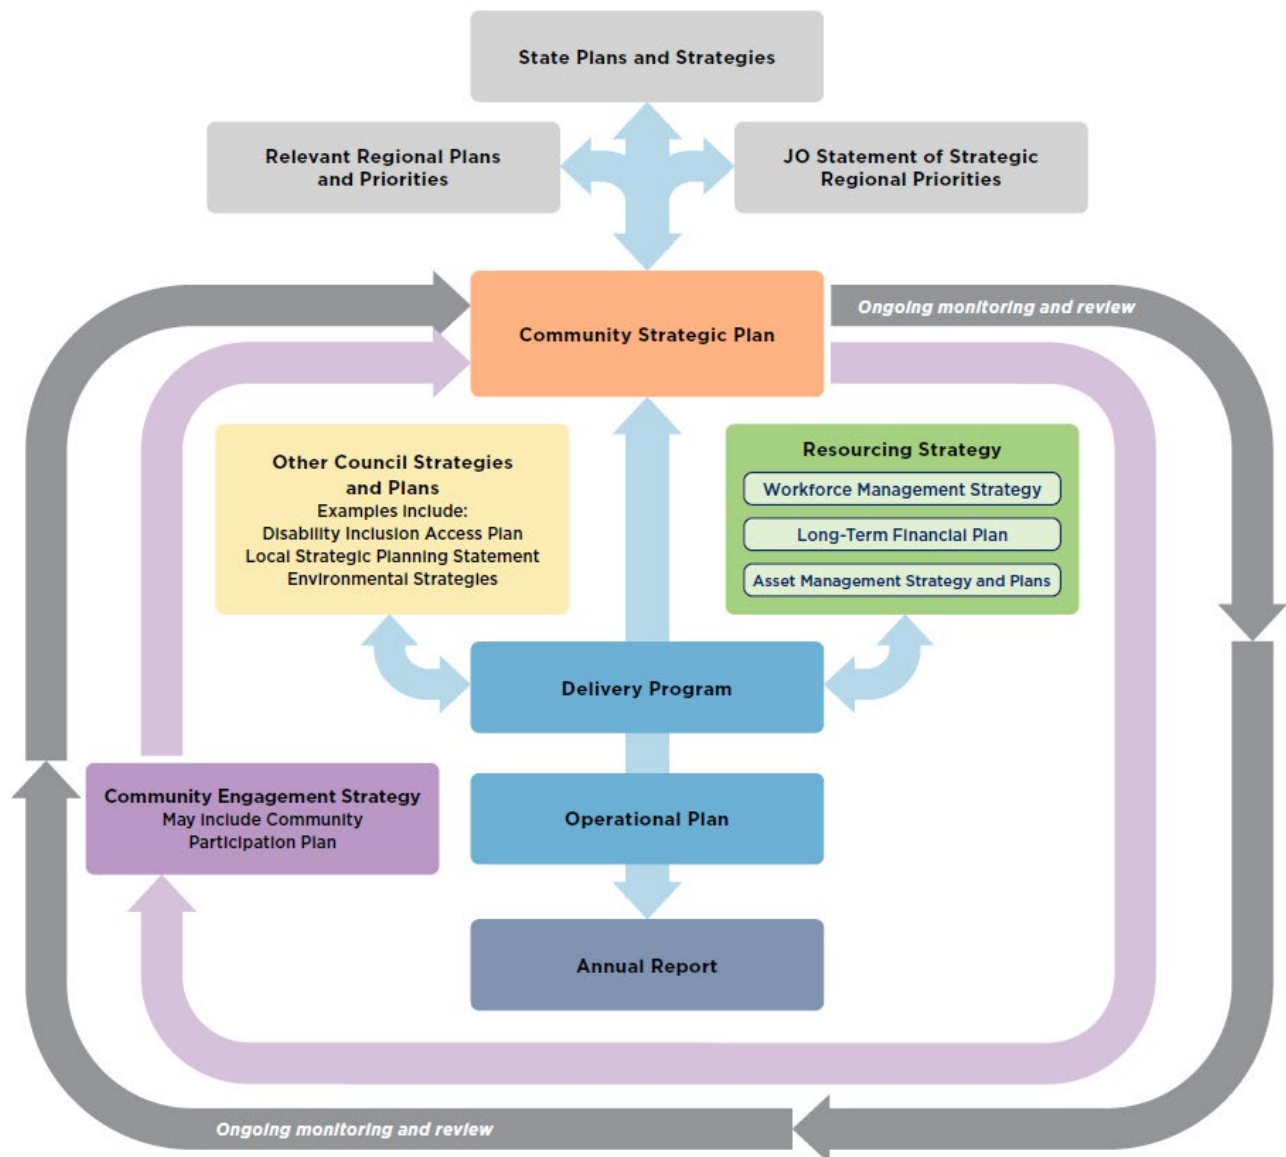 State Plans and Strategies
Relevant Regional Plans
and Priorities
JO Statement of Strategic
Regional Priorities
Community Strategic Plan
Ongoing monitoring and review
Other Council Strategies
and Plans
Examples include:
Disability Inclusion Access Plan
Local Strategic Planning Statement
Environmental Strategies
Resourcing Strategy
Workforce Management Strategy
Long-Term Financial Plan
Asset Management Strategy and Plans
Delivery Program
Community Engagement Strategy
May include Community
Participation Plan
Operational Plan
Annual Report
Ongoing monitoring and review